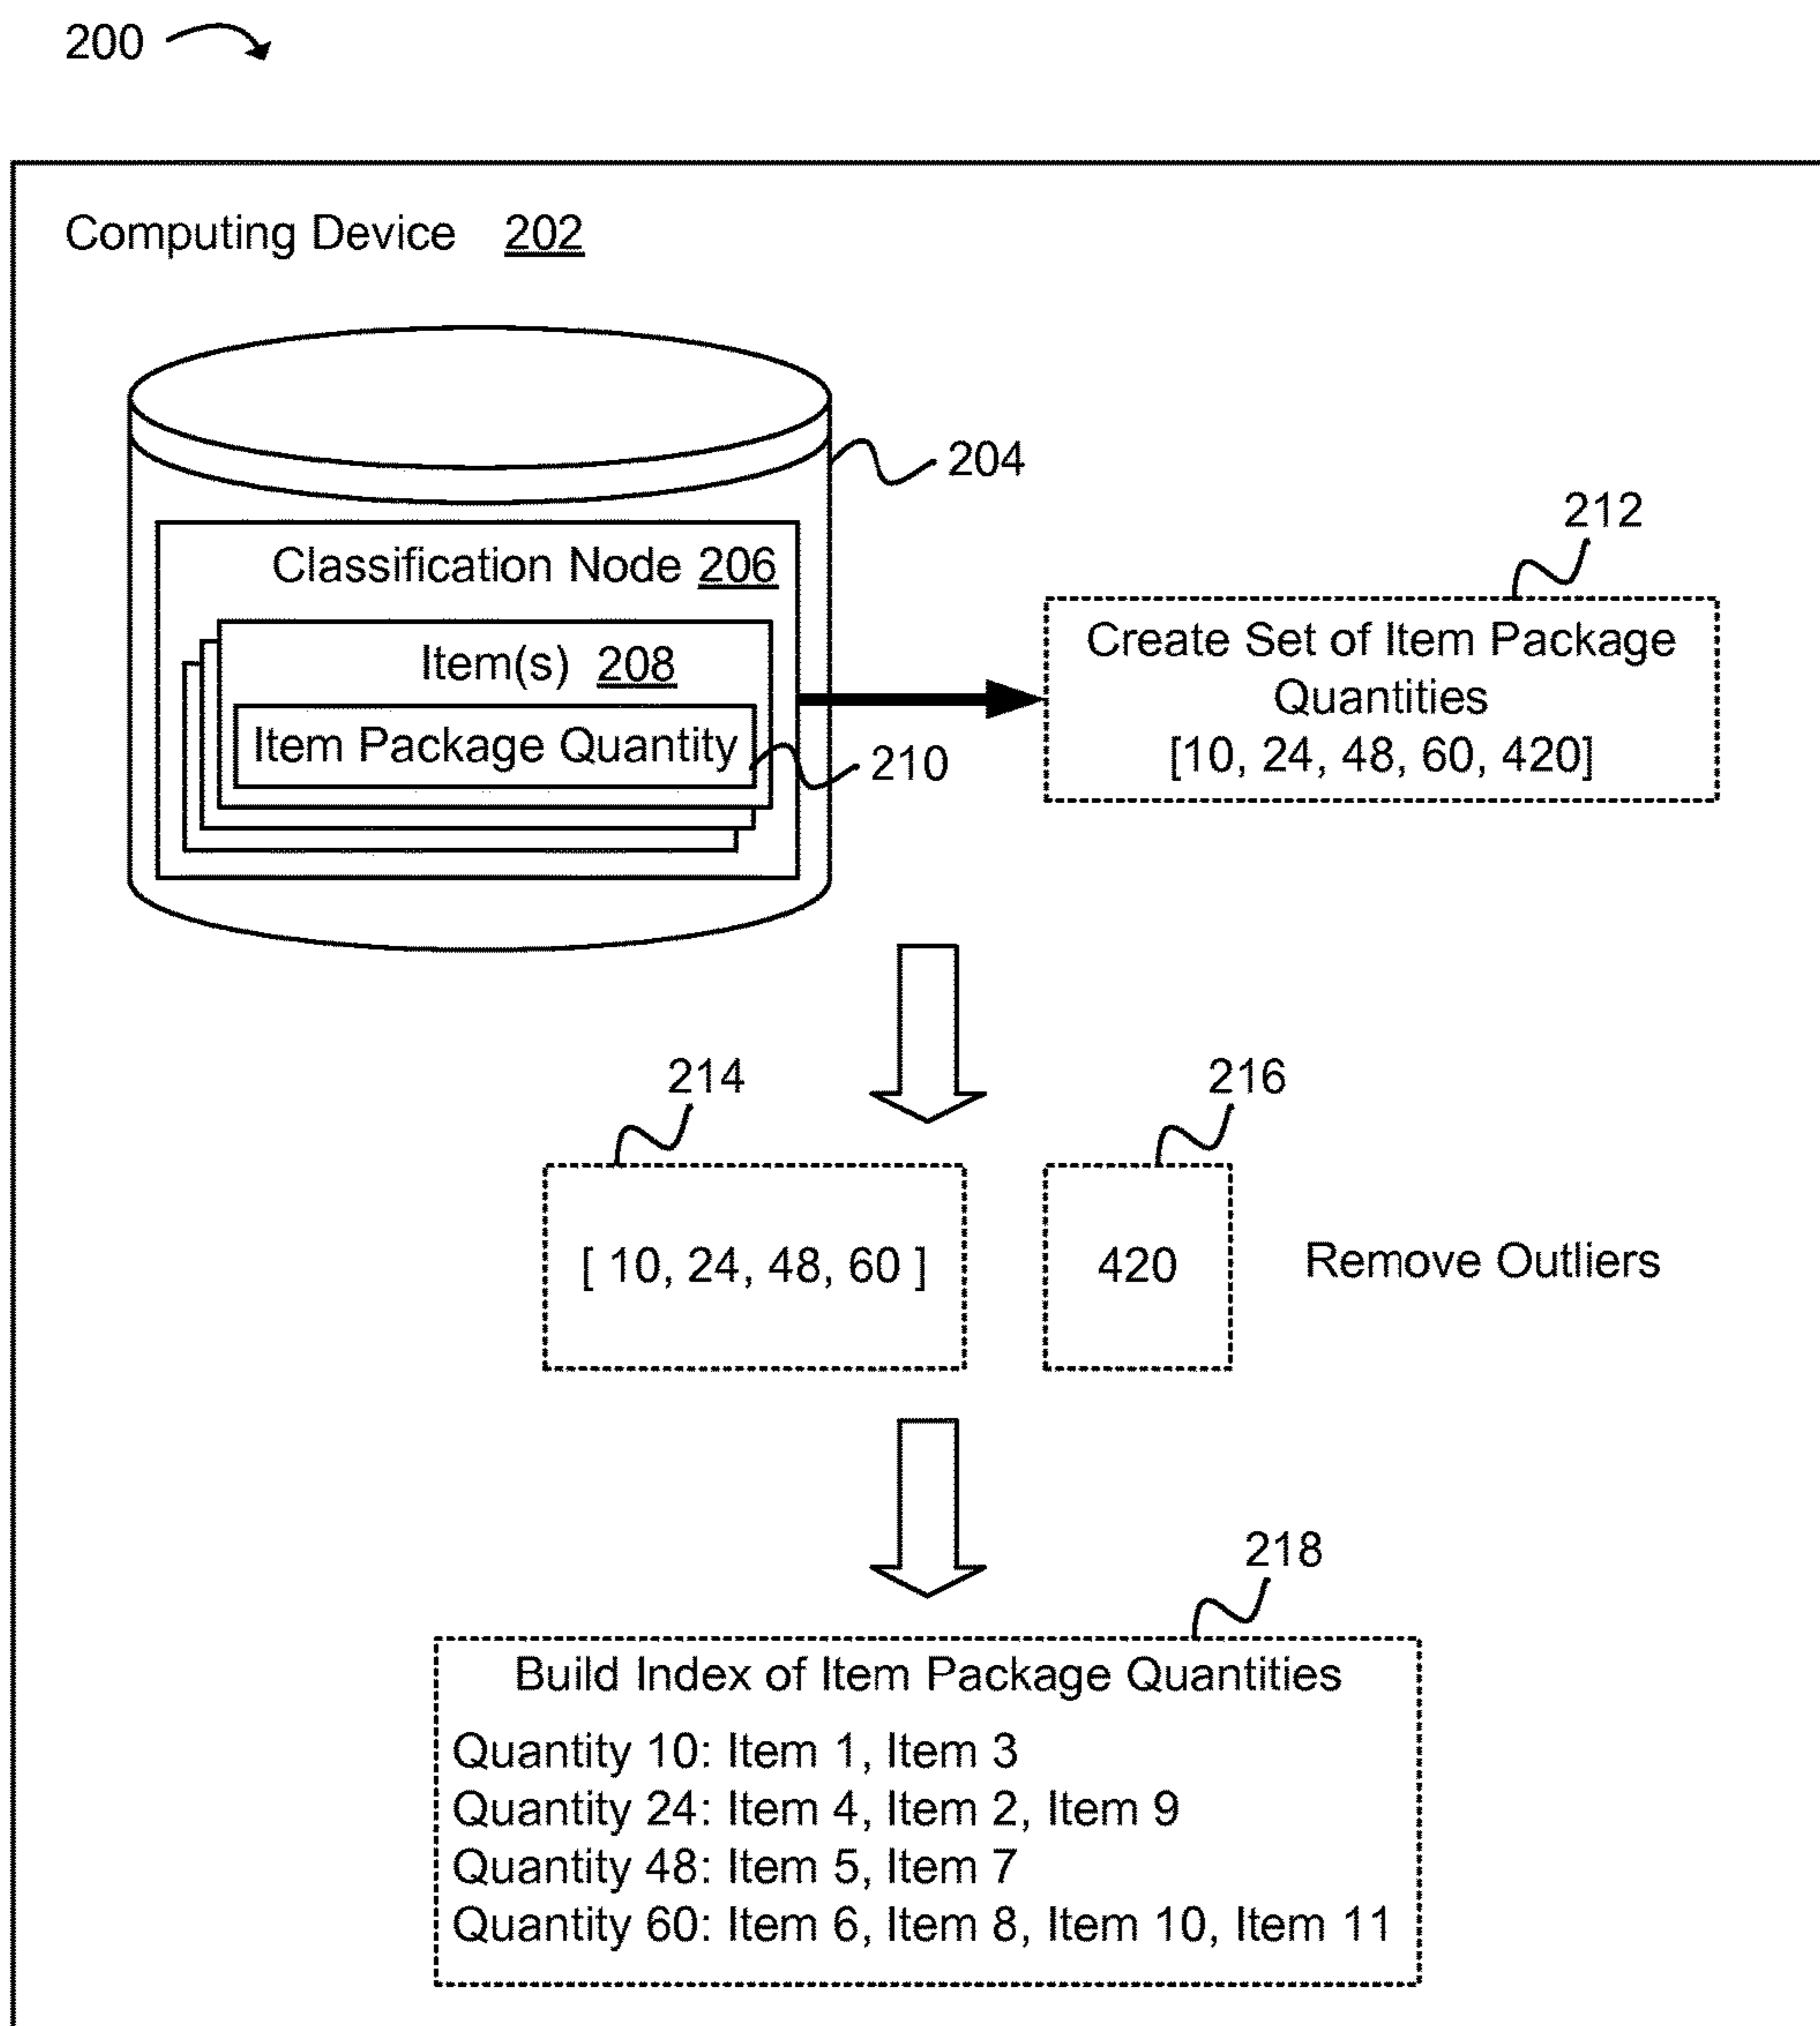 200
Computing Device 202
204
212
Classification Node 206
Create Set of Item Package
Quantities
[10, 24, 48, 60, 420]
Item(s) 208
Item Package Quantity
210
214
216
[ 10, 24, 48, 60 ]
420
Remove Outliers
218
Build Index of Item Package Quantities
Quantity 10: Item 1, Item 3
Quantity 24: Item 4, Item 2, Item 9
Quantity 48: Item 5, Item 7
Quantity 60: Item 6, Item 8, Item 10, Item 11